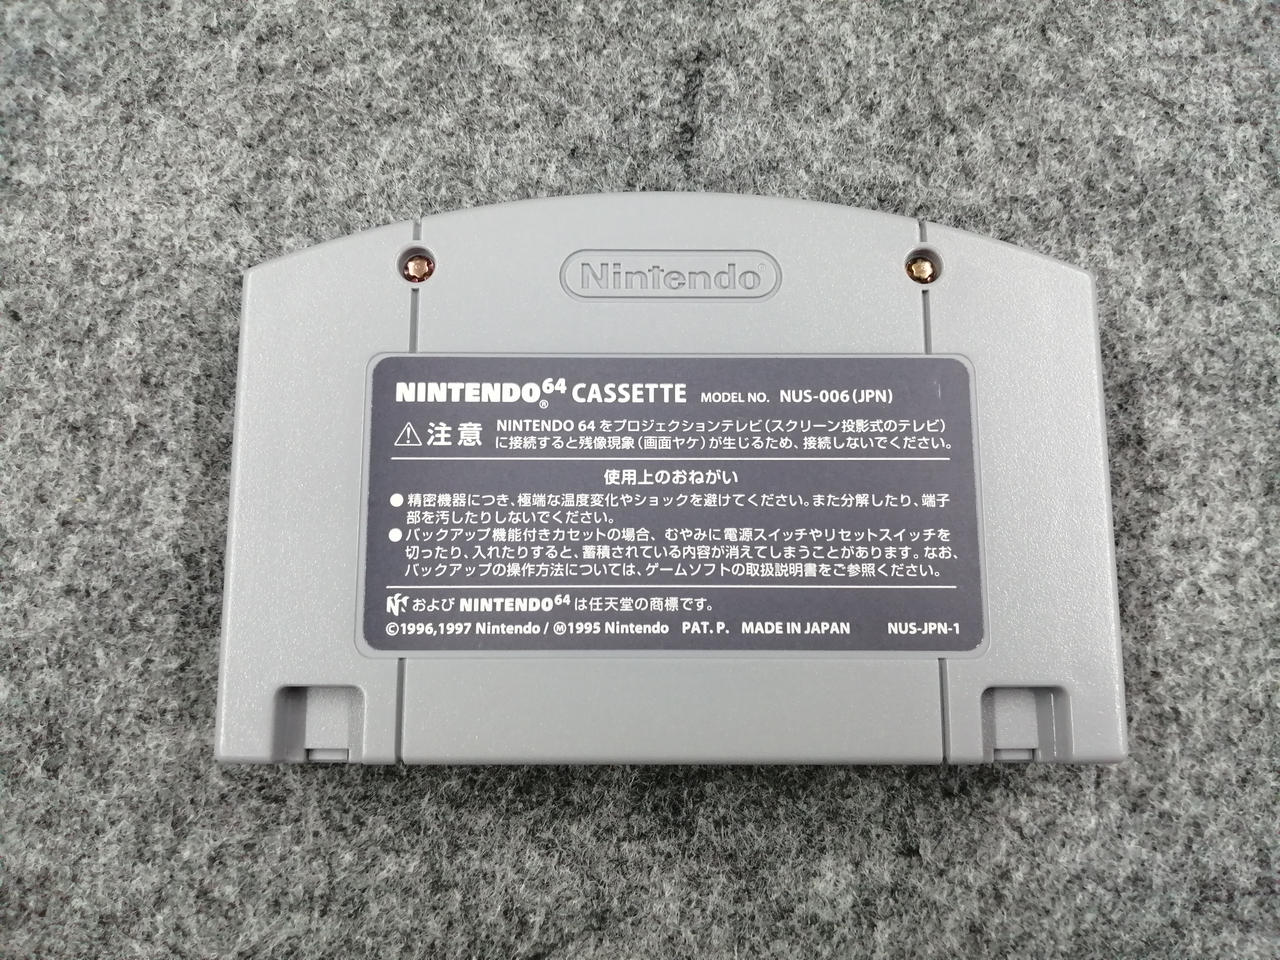 Nintendo®
NINTENDO64® CASSETTE MODEL NO. NUS-006(JPN)
⚠注意 NINTENDO 64をプロジェクションテレビ(スクリーン投影式のテレビ)
に接続すると残像現象(画面ヤケ)が生じるため、接続しないでください。
使用上のおねがい
●精密機器につき、極端な温度変化やショックを避けてください。また分解したり、端子
部を汚したりしないでください。
●バックアップ機能付きカセットの場合、むやみに電源スイッチやリセットスイッチを
切ったり、入れたりすると、蓄積されている内容が消えてしまうことがあります。なお、
バックアップの操作方法については、ゲームソフトの取扱説明書をご参照ください。
および NINTENDO64 は任天堂の商標です。
©1996,1997 Nintendo/Ⓜ1995 Nintendo PAT.P. MADE IN JAPAN NUS-JPN-1